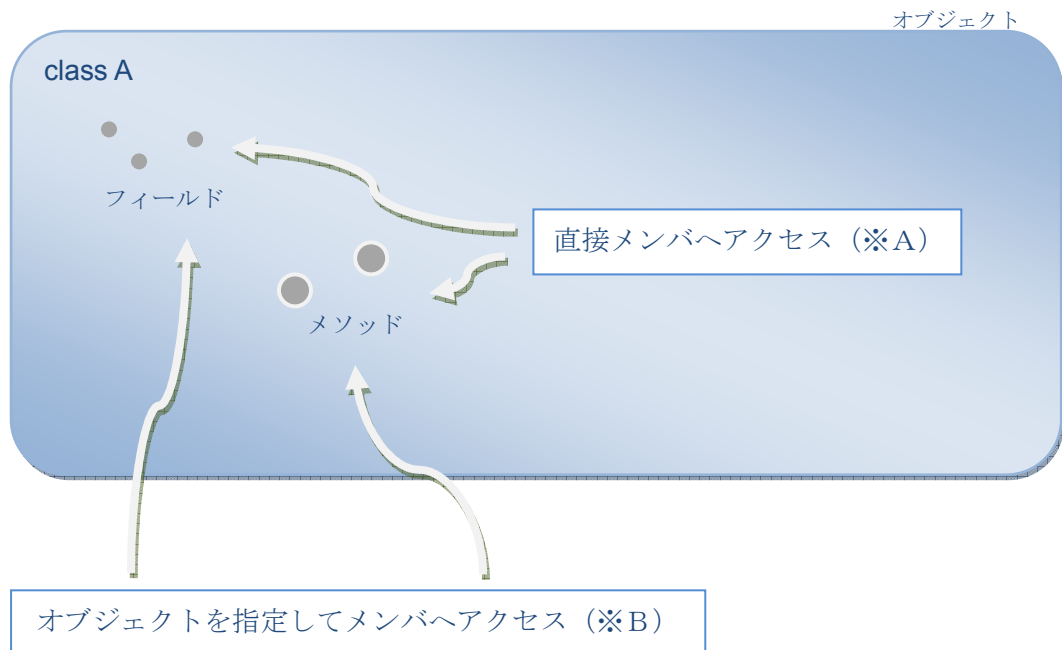 オブジェクト
class A
フィールド
直接メンバへアクセス（※Ａ）
メソッド
オブジェクトを指定してメンバへアクセス（※Ｂ）